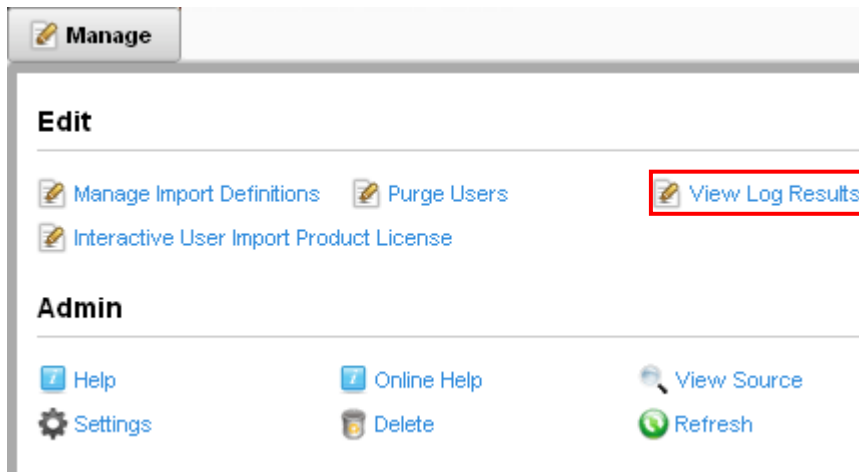 Manage
Edit
Manage Import Definitions Purge Users View Log Results
Interactive User Import Product License
Admin
Help Online Help View Source
Settings Delete Refresh